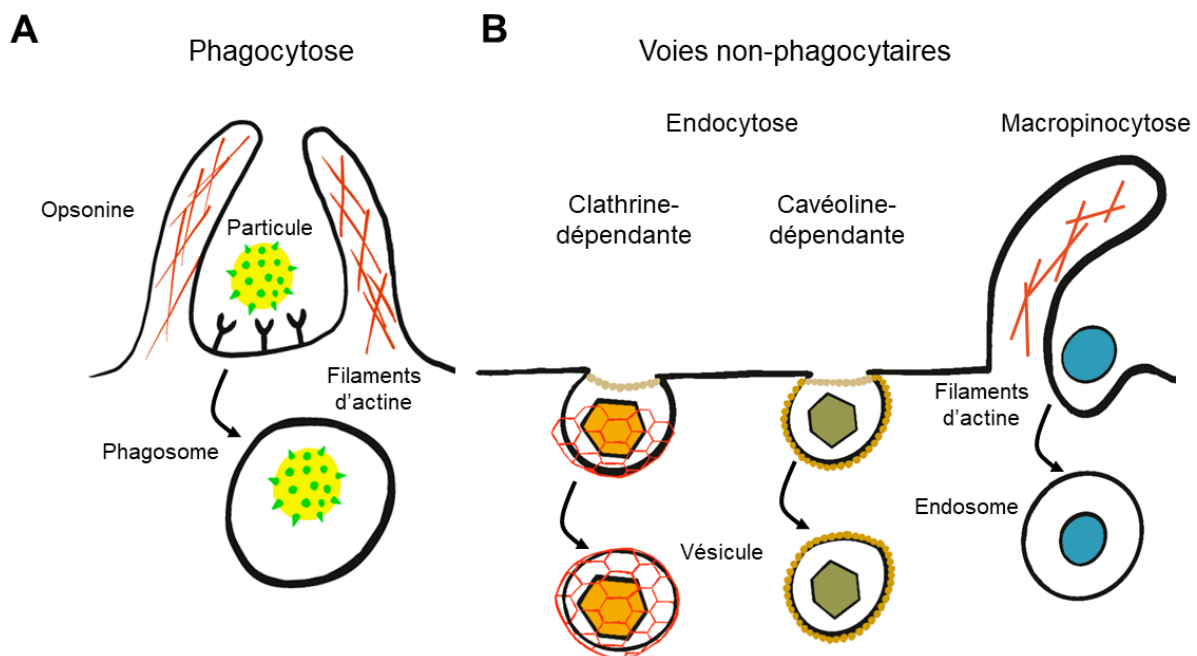 A
Phagocytose
Opsonine
Particule
Filaments
d'actine
Phagosome
B
Voies non-phagocytaires
Endocytose
Macropinocytose
Clathrine-
dépendante
Cavéoline-
dépendante
Filaments
d'actine
Endosome
Vésicule